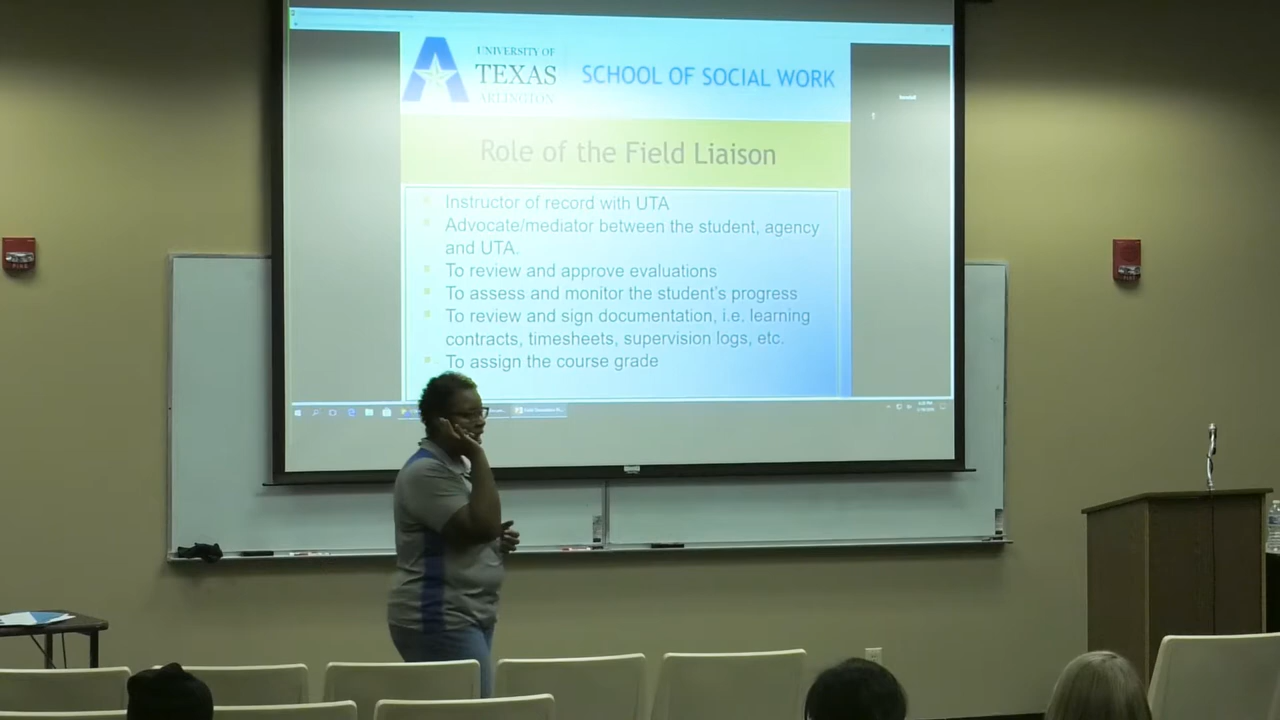 UNIVERSITY OF
TEXAS
ARLINGTON
SCHOOL OF SOCIAL WORK
Role of the Field Liaison
Instructor of record with UTA
Advocate/mediator between the student, agency
and UTA.
To review and approve evaluations
To assess and monitor the student's progress
To review and sign documentation, i.e. learning
contracts, timesheets, supervision logs, etc.
To assign the course grade
FIRE